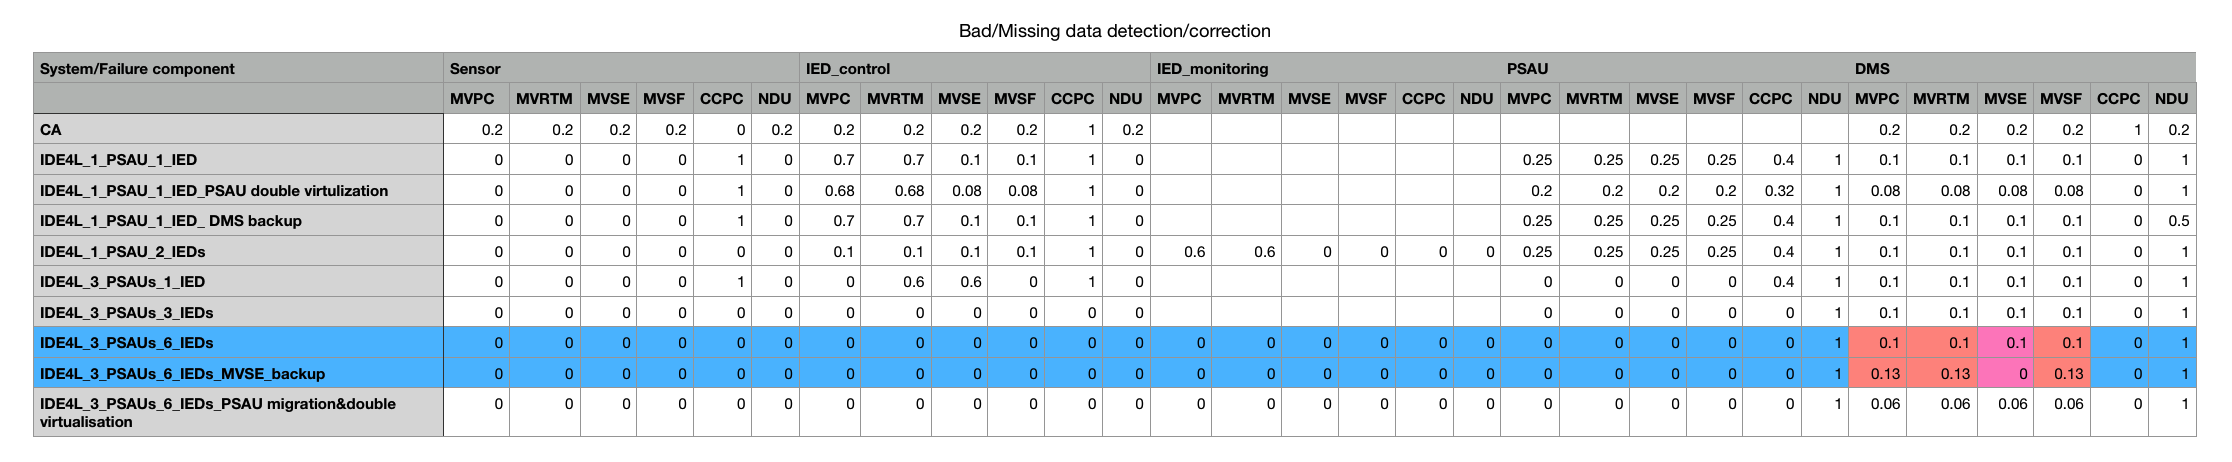 Bad/Missing data detection/correction
System/Failure component Sensor IED_control IED_monitoring PSAU DMS
MVPC MVRTM MVSE MVSF CCPC NDU MVPC MVRTM MVSE MVSF CCPC NDU MVPC MVRTM MVSE MVSF CCPC NDU MVPC MVRTM MVSE MVSF CCPC NDU MVPC MVRTM MVSE MVSF CCPC NDU
CA 0.2 0.2 0.2 0.2 0 0.2 0.2 0.2 0.2 0.2 1 0.2 0.2 0.2 0.2 0.2 1 0.2
IDE4L_1_PSAU_1_IED 0 0 0 0 1 0 0.7 0.7 0.1 0.1 1 0 0.25 0.25 0.25 0.25 0.4 1 0.1 0.1 0.1 0.1 0 1
IDE4L_1_PSAU_1_IED_PSAU double virtulization 0 0 0 0 1 0 0.68 0.68 0.08 0.08 1 0 0.2 0.2 0.2 0.2 0.32 1 0.08 0.08 0.08 0.08 0 1
IDE4L_1_PSAU_1_IED_ DMS backup 0 0 0 0 1 0 0.7 0.7 0.1 0.1 1 0 0.25 0.25 0.25 0.25 0.4 1 0.1 0.1 0.1 0.1 0 0.5
IDE4L_1_PSAU_2_IEDs 0 0 0 0 0 0 0.1 0.1 0.1 0.1 1 0 0.6 0.6 0 0 0 0 0.25 0.25 0.25 0.25 0.4 1 0.1 0.1 0.1 0.1 0 1
IDE4L_3_PSAUs_1_IED 0 0 0 0 1 0 0 0.6 0.6 0 1 0 0 0 0 0 0.4 1 0.1 0.1 0.1 0.1 0 1
IDE4L_3_PSAUs_3_IEDs 0 0 0 0 0 0 0 0 0 0 0 0 0 0 0 0 0 1 0.1 0.1 0.1 0.1 0 1
IDE4L_3_PSAUs_6_IEDs 0 0 0 0 0 0 0 0 0 0 0 0 0 0 0 0 0 0 0 0 0 0 0 1 0.1 0.1 0.1 0.1 0 1
IDE4L_3_PSAUs_6_IEDs_MVSE_backup 0 0 0 0 0 0 0 0 0 0 0 0 0 0 0 0 0 0 0 0 0 0 0 1 0.13 0.13 0 0.13 0 1
IDE4L_3_PSAUs_6_IEDs_PSAU migration&double 0 0 0 0 0 0 0 0 0 0 0 0 0 0 0 0 0 0 0 0 0 0 0 1 0.06 0.06 0.06 0.06 0 1
virtualisation